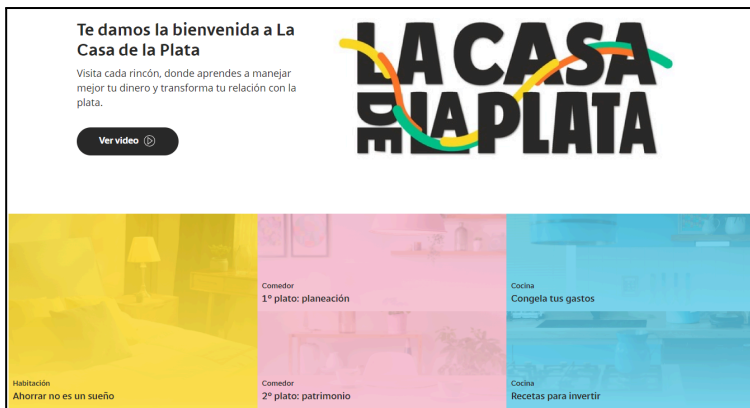 Te damos la bienvenida a La
Casa de la Plata
Visita cada rincón, donde aprendes a manejar
mejor tu dinero y transforma tu relación con la
plata.
Ver video
LA CASA
DE LA PLATA
Habitación
Ahorrar no es un sueño
Comedor
1º plato: planeación
Comedor
2º plato: patrimonio
Cocina
Congela tus gastos
Cocina
Recetas para invertir